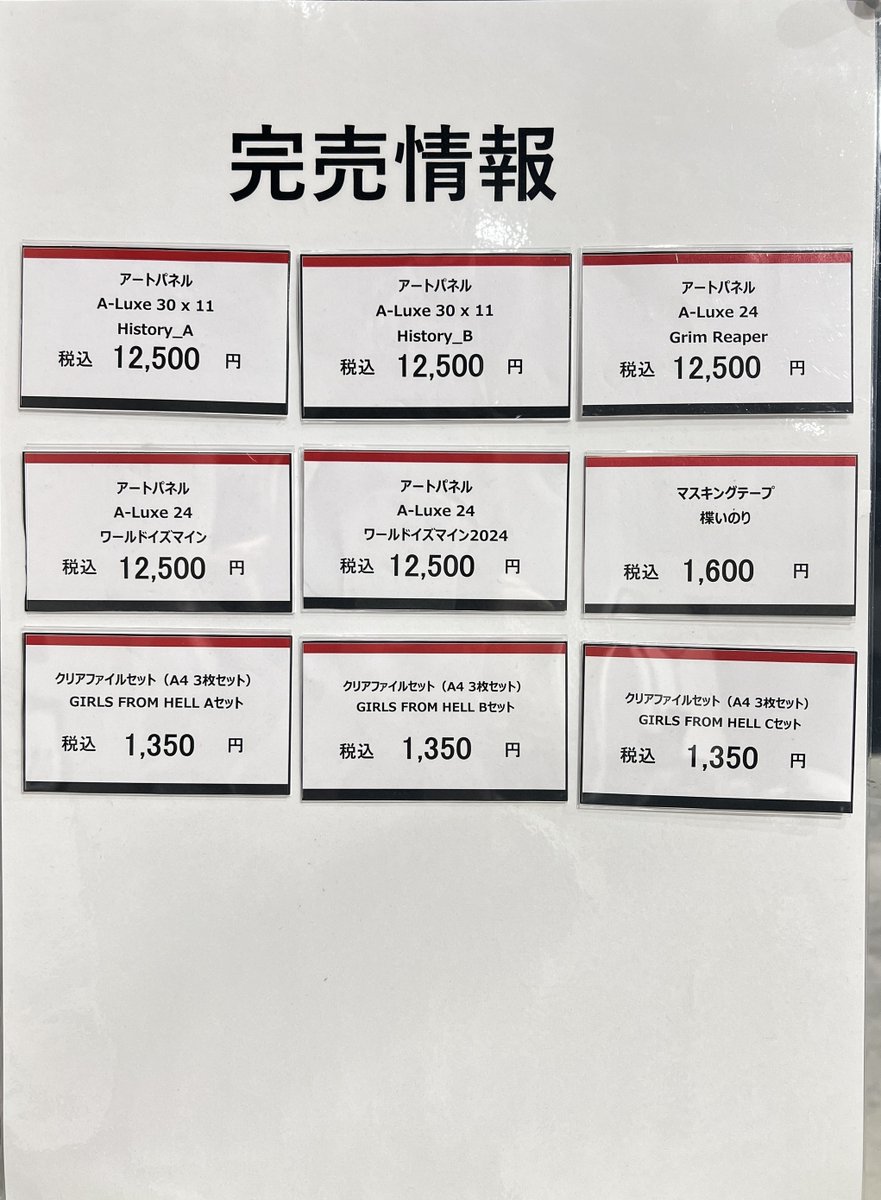 完売情報
アートパネル
A-Luxe 30 x 11
History_A
税込 12,500 円
アートパネル
A-Luxe 30 x 11
History_B
税込 12,500 円
アートパネル
A-Luxe 24
Grim Reaper
税込 12,500 円
アートパネル
A-Luxe 24
ワールドイズマイン
税込 12,500 円
アートパネル
A-Luxe 24
ワールドイズマイン2024
税込 12,500 円
マスキングテープ
楪いのり
税込 1,600 円
クリアファイルセット（A4 3枚セット）
GIRLS FROM HELL Aセット
税込 1,350 円
クリアファイルセット（A4 3枚セット）
GIRLS FROM HELL Bセット
税込 1,350 円
クリアファイルセット（A4 3枚セット）
GIRLS FROM HELL Cセット
税込 1,350 円